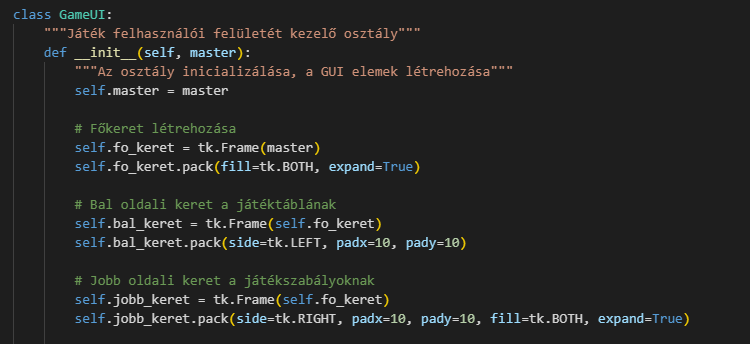 class GameUI:
    """Játék felhasználói felületét kezelő osztály"""
    def __init__(self, master):
        """Az osztály inicializálása, a GUI elemek létrehozása"""
        self.master = master

        # Főkeret létrehozása
        self.fo_keret = tk.Frame(master)
        self.fo_keret.pack(fill=tk.BOTH, expand=True)

        # Bal oldali keret a játéktáblának
        self.bal_keret = tk.Frame(self.fo_keret)
        self.bal_keret.pack(side=tk.LEFT, padx=10, pady=10)

        # Jobb oldali keret a játékszabályoknak
        self.jobb_keret = tk.Frame(self.fo_keret)
        self.jobb_keret.pack(side=tk.RIGHT, padx=10, pady=10, fill=tk.BOTH, expand=True)